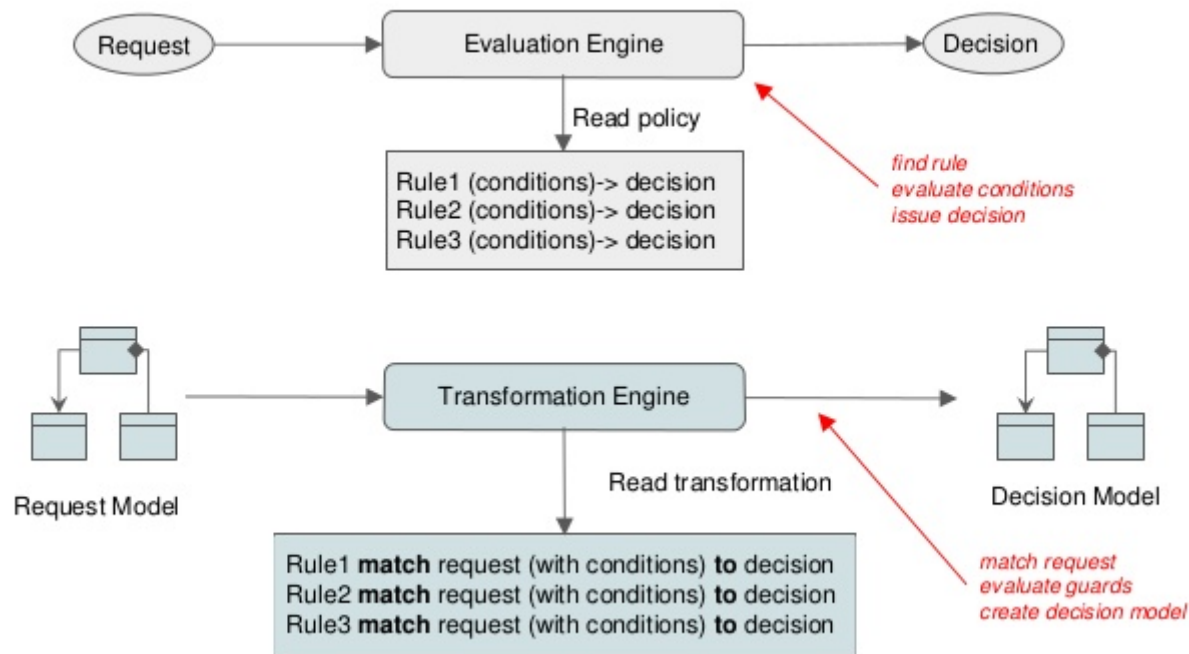 Request
Evaluation Engine
Decision
Read policy
find rule
evaluate conditions
issue decision
Rule1 (conditions)-> decision
Rule2 (conditions)-> decision
Rule3 (conditions)-> decision
Transformation Engine
Request Model
Read transformation
Decision Model
Rule1 match request (with conditions) to decision
Rule2 match request (with conditions) to decision
Rule3 match request (with conditions) to decision
match request
evaluate guards
create decision model